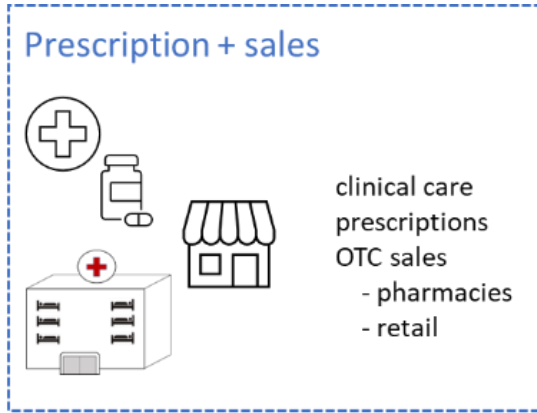 Prescription + sales
clinical care
prescriptions
OTC sales
- pharmacies
- retail